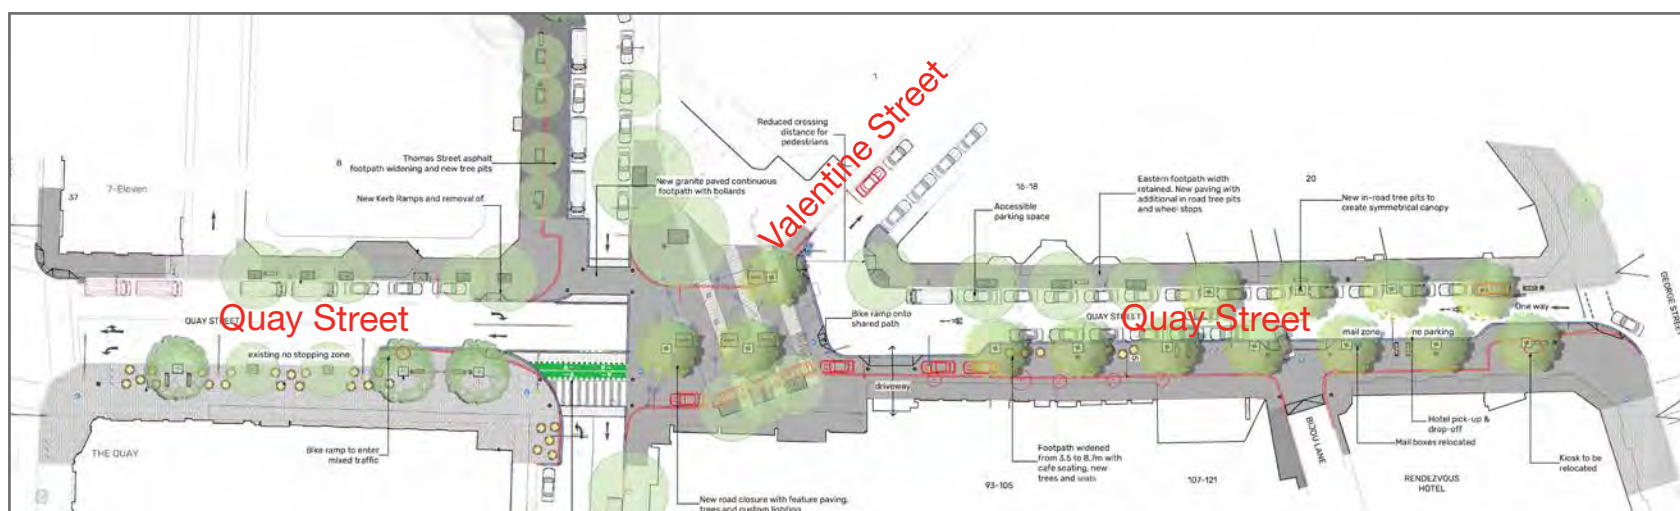 Valentine Street
1
Reduced crossing
distance for
pedestrians
8
Thomas Street asphalt
footpath widening and new tree pits
7-Eleven
37
New Kerb Ramps and removal of
New granite paved continuous
footpath with bollards
16-18
Accessible
parking space
Eastern footpath width
retained. New paving with
additional in road tree pits
and wheel stops
20
New in-road tree pits to
create symmetrical canopy
GEORGE STREET
One way
QUAY STREET
Quay Street
Bike ramp onto
shared path
QUAY STREET
Quay Street
mail zone
no parking
existing no stopping zone
driveway
THE QUAY
Bike ramp to enter
mixed traffic
New road closure with feature paving,
trees and custom lighting
Footpath widened
from 3.5 to 8.7m with
cafe seating, new
trees and seats
93-105
107-121
BIJOU LANE
Hotel pick-up &
drop-off
Mail boxes relocated
RENDEZVOUS
HOTEL
Kiosk to be
relocated